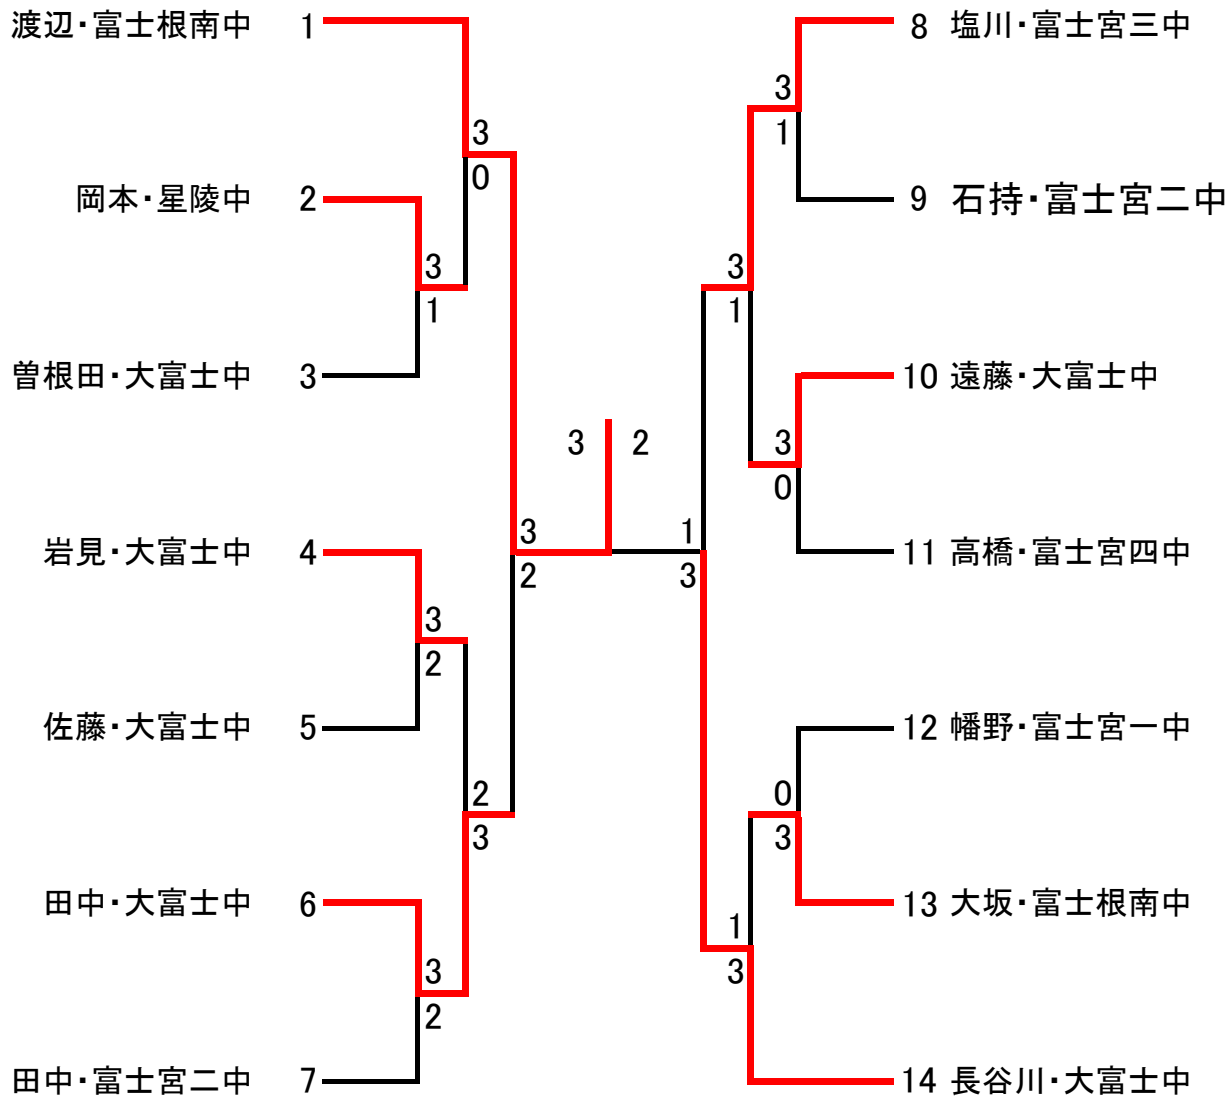 渡辺・富士根南中 1
8 塩川・富士宮三中
3
3
1
0
岡本・星陵中 2
9 石持・富士宮二中
3
3
1
1
曽根田・大富士中 3
10 遠藤・大富士中
3 2
3
0
3
1
岩見・大富士中 4
11 高橋・富士宮四中
2
3
3
2
佐藤・大富士中 5
12 幡野・富士宮一中
2
0
3
3
田中・大富士中 6
13 大坂・富士根南中
1
3
3
2
田中・富士宮二中 7
14 長谷川・大富士中